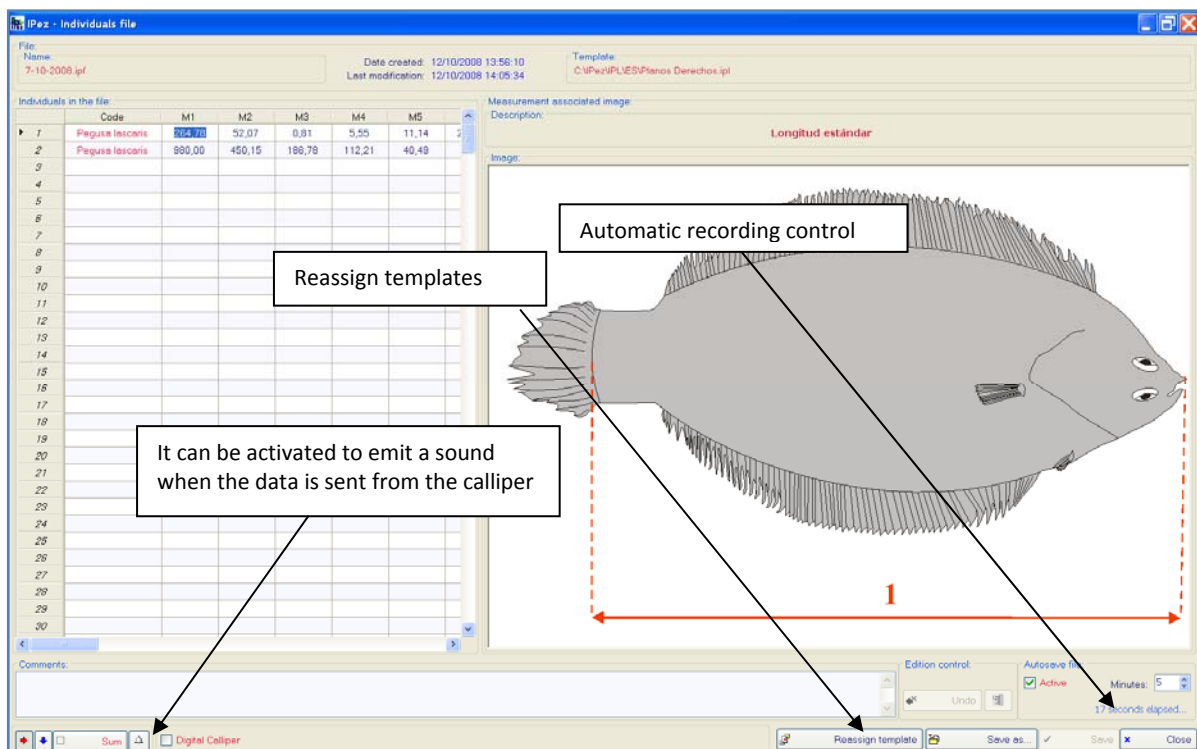 IPez - Individuals file
File:
Name:
7-10-2008.ipf
Date created: 12/10/2008 13:56:10
Last modification: 12/10/2008 14:05:34
Template:
C:\IPez\IPL\ES\Planos Derechos.ipl
Individuals in the file:
Code M1 M2 M3 M4 M5
1 Pegusa lascaris 264,78 52,07 0,81 5,55 11,14
2 Pegusa lascaris 980,00 450,15 186,78 112,21 40,49
3
4
5
6
7
8
9
10
11
12
13
14
15
16
17
18
19
20
21
22
23
24
25
26
27
28
29
30
Measurement associated image:
Description:
Longitud estándar
Image:
Automatic recording control
Reassign templates
It can be activated to emit a sound
when the data is sent from the calliper
1
Comments:
Edition control:
Undo
Autosave file
Active
Minutes: 5
17 seconds elapsed...
Sum
Digital Calliper
Reassign template
Save as...
Save
Close